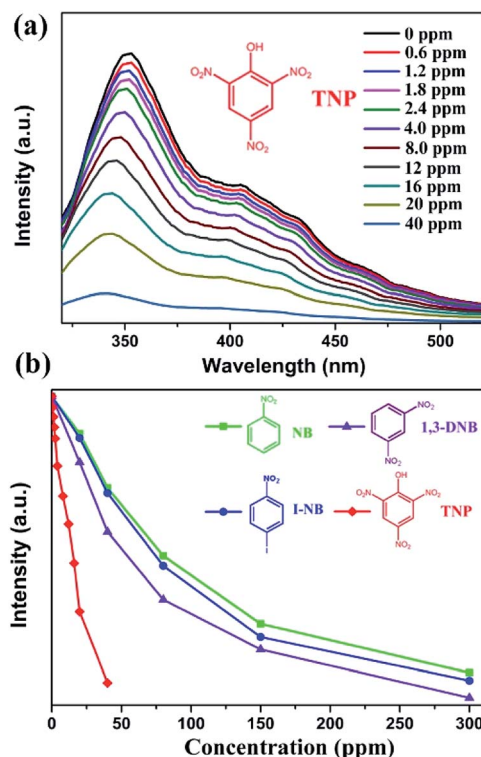 (a)
OH
O₂N
NO₂
NO₂
TNP
0 ppm
0.6 ppm
1.2 ppm
1.8 ppm
2.4 ppm
4.0 ppm
8.0 ppm
12 ppm
16 ppm
20 ppm
40 ppm
Intensity (a.u.)
350 400 450 500
Wavelength (nm)
(b)
NO₂
NB
NO₂
NO₂
1,3-DNB
NO₂
I
I-NB
OH
NO₂
NO₂
NO₂
TNP
Intensity (a.u.)
0 50 100 150 200 250 300
Concentration (ppm)